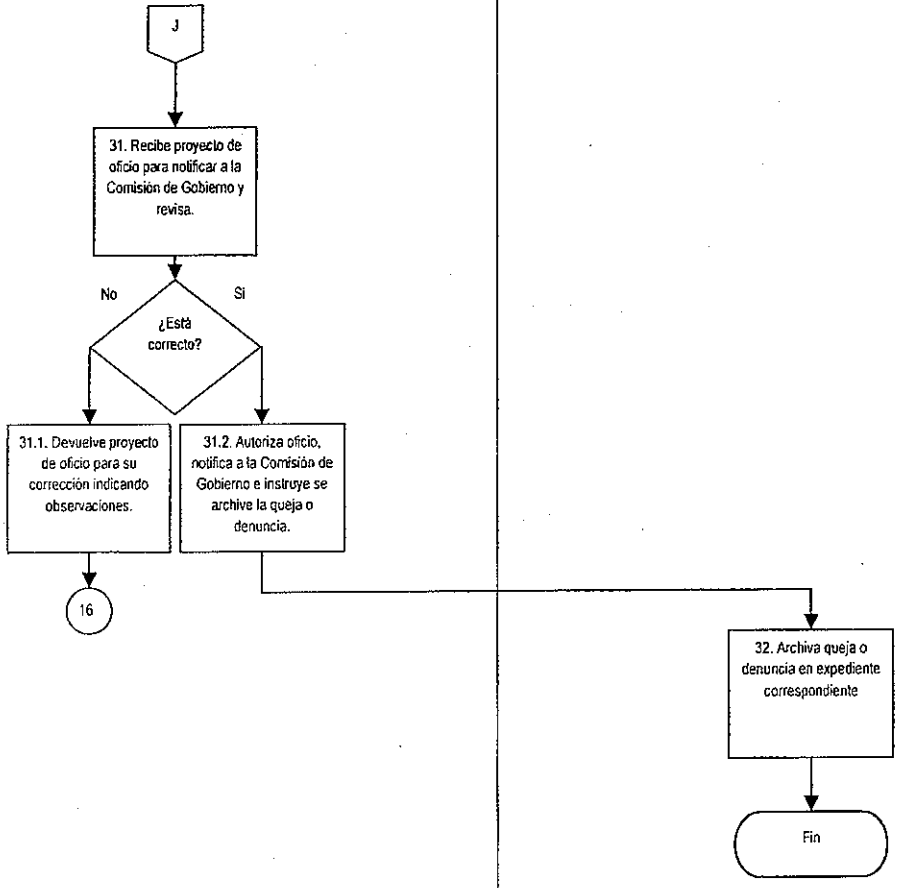 J
31. Recibe proyecto de
oficio para notificar a la
Comisión de Gobierno y
revisa.
No
Si
¿Está
correcto?
31.1. Devuelve proyecto
de oficio para su
corrección indicando
observaciones.
31.2. Autoriza oficio,
notifica a la Comisión de
Gobierno e instruye se
archive la queja o
denuncia.
16
32. Archiva queja o
denuncia en expediente
correspondiente
Fin